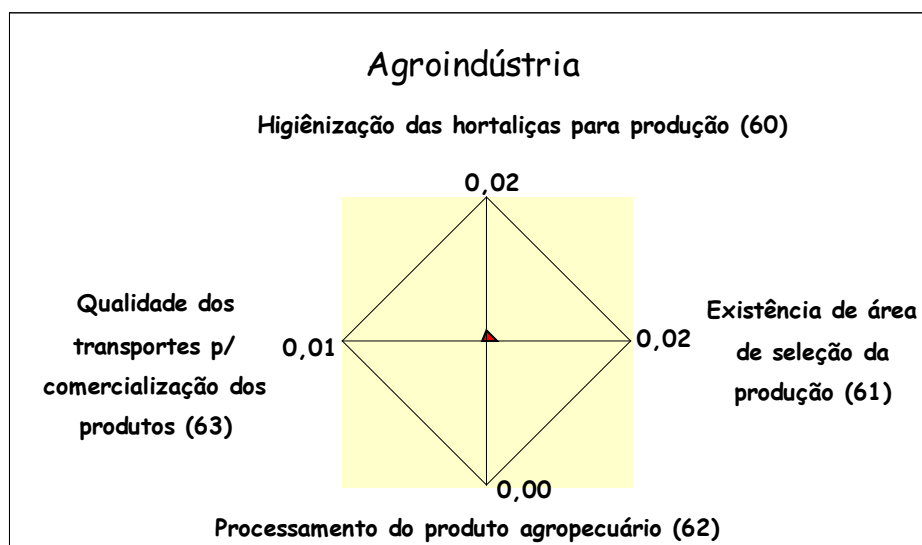 Agroindústria
Higiênização das hortaliças para produção (60)
0,02
Qualidade dos
transportes p/
comercialização dos
produtos (63)
0,01
0,02
Existência de área
de seleção da
produção (61)
0,00
Processamento do produto agropecuário (62)